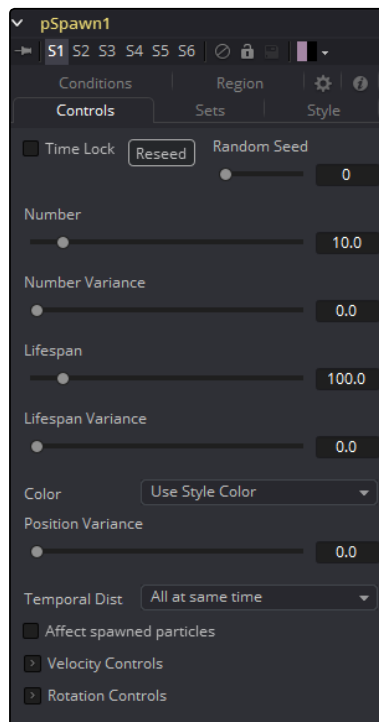 pSpawn1
S1 S2 S3 S4 S5 S6
Conditions Region
Controls Sets Style
Time Lock Reseed Random Seed
0
Number
10.0
Number Variance
0.0
Lifespan
100.0
Lifespan Variance
0.0
Color Use Style Color
Position Variance
0.0
Temporal Dist All at same time
Affect spawned particles
Velocity Controls
Rotation Controls